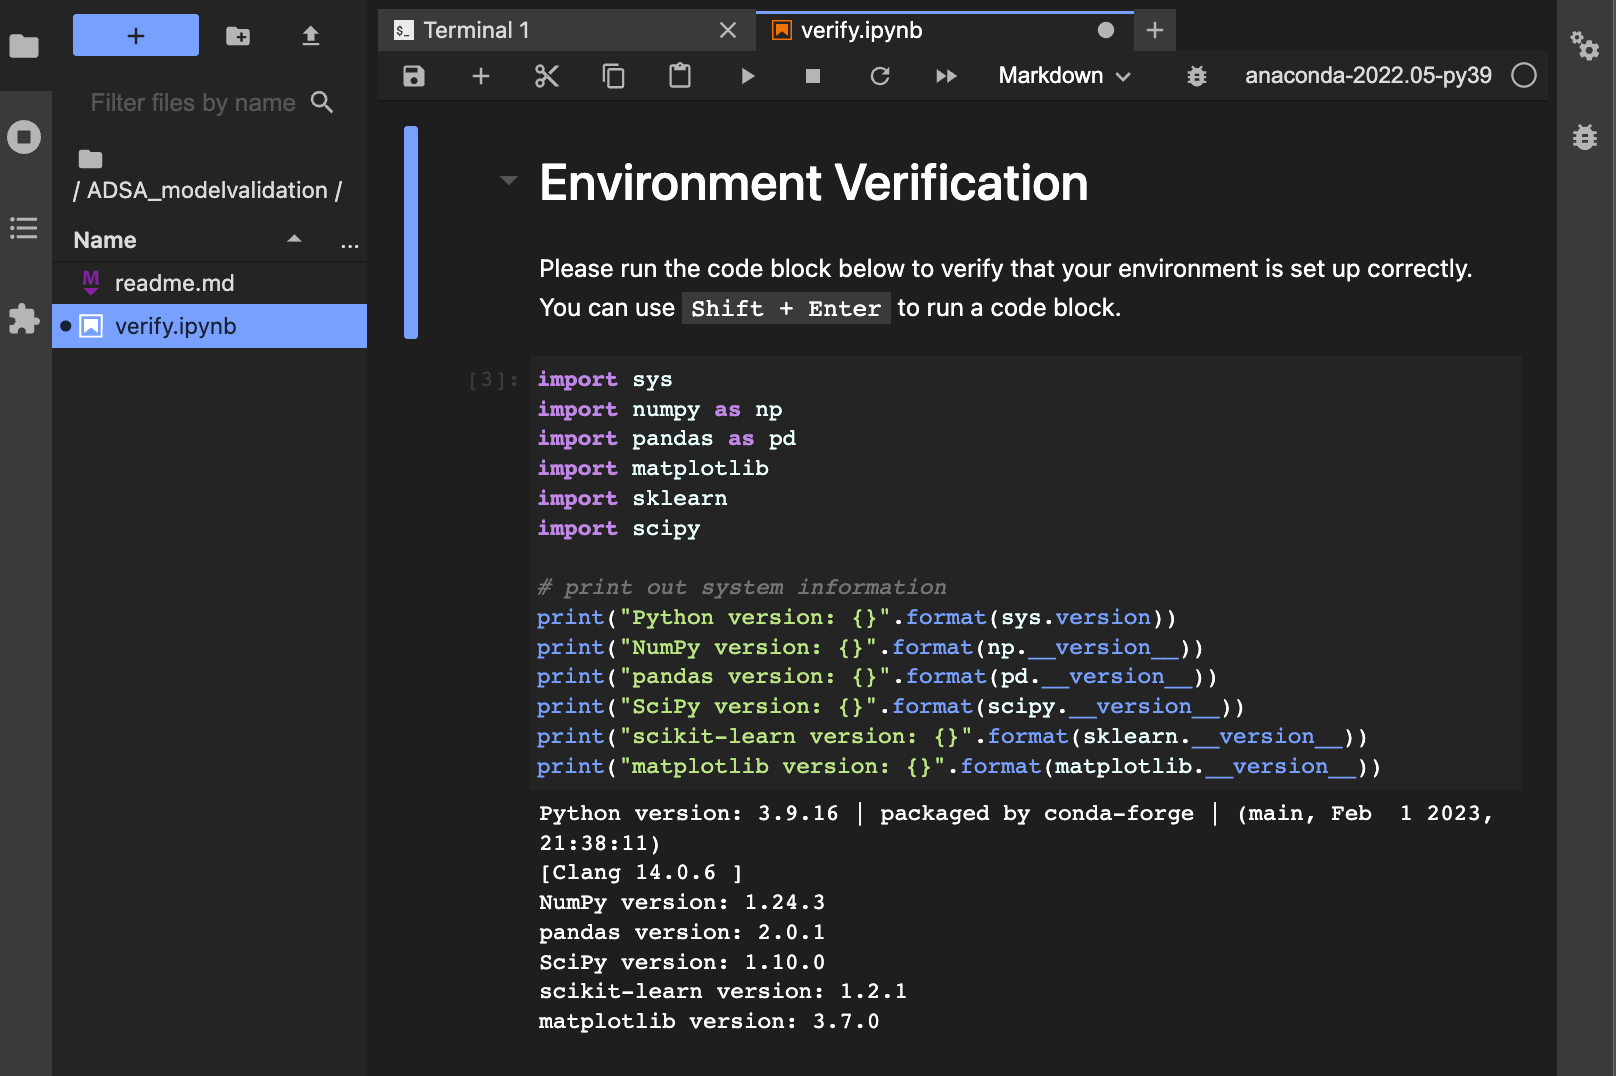 +
Filter files by name
/ ADSA_modelvalidation /
Name
...
M readme.md
verify.ipynb
$_ Terminal 1
verify.ipynb
Markdown
anaconda-2022.05-py39
Environment Verification
Please run the code block below to verify that your environment is set up correctly.
You can use Shift + Enter to run a code block.
[3]:
import sys
import numpy as np
import pandas as pd
import matplotlib
import sklearn
import scipy
# print out system information
print("Python version: {}".format(sys.version))
print("NumPy version: {}".format(np.__version__))
print("pandas version: {}".format(pd.__version__))
print("SciPy version: {}".format(scipy.__version__))
print("scikit-learn version: {}".format(sklearn.__version__))
print("matplotlib version: {}".format(matplotlib.__version__))
Python version: 3.9.16 | packaged by conda-forge | (main, Feb  1 2023,
21:38:11)
[Clang 14.0.6 ]
NumPy version: 1.24.3
pandas version: 2.0.1
SciPy version: 1.10.0
scikit-learn version: 1.2.1
matplotlib version: 3.7.0